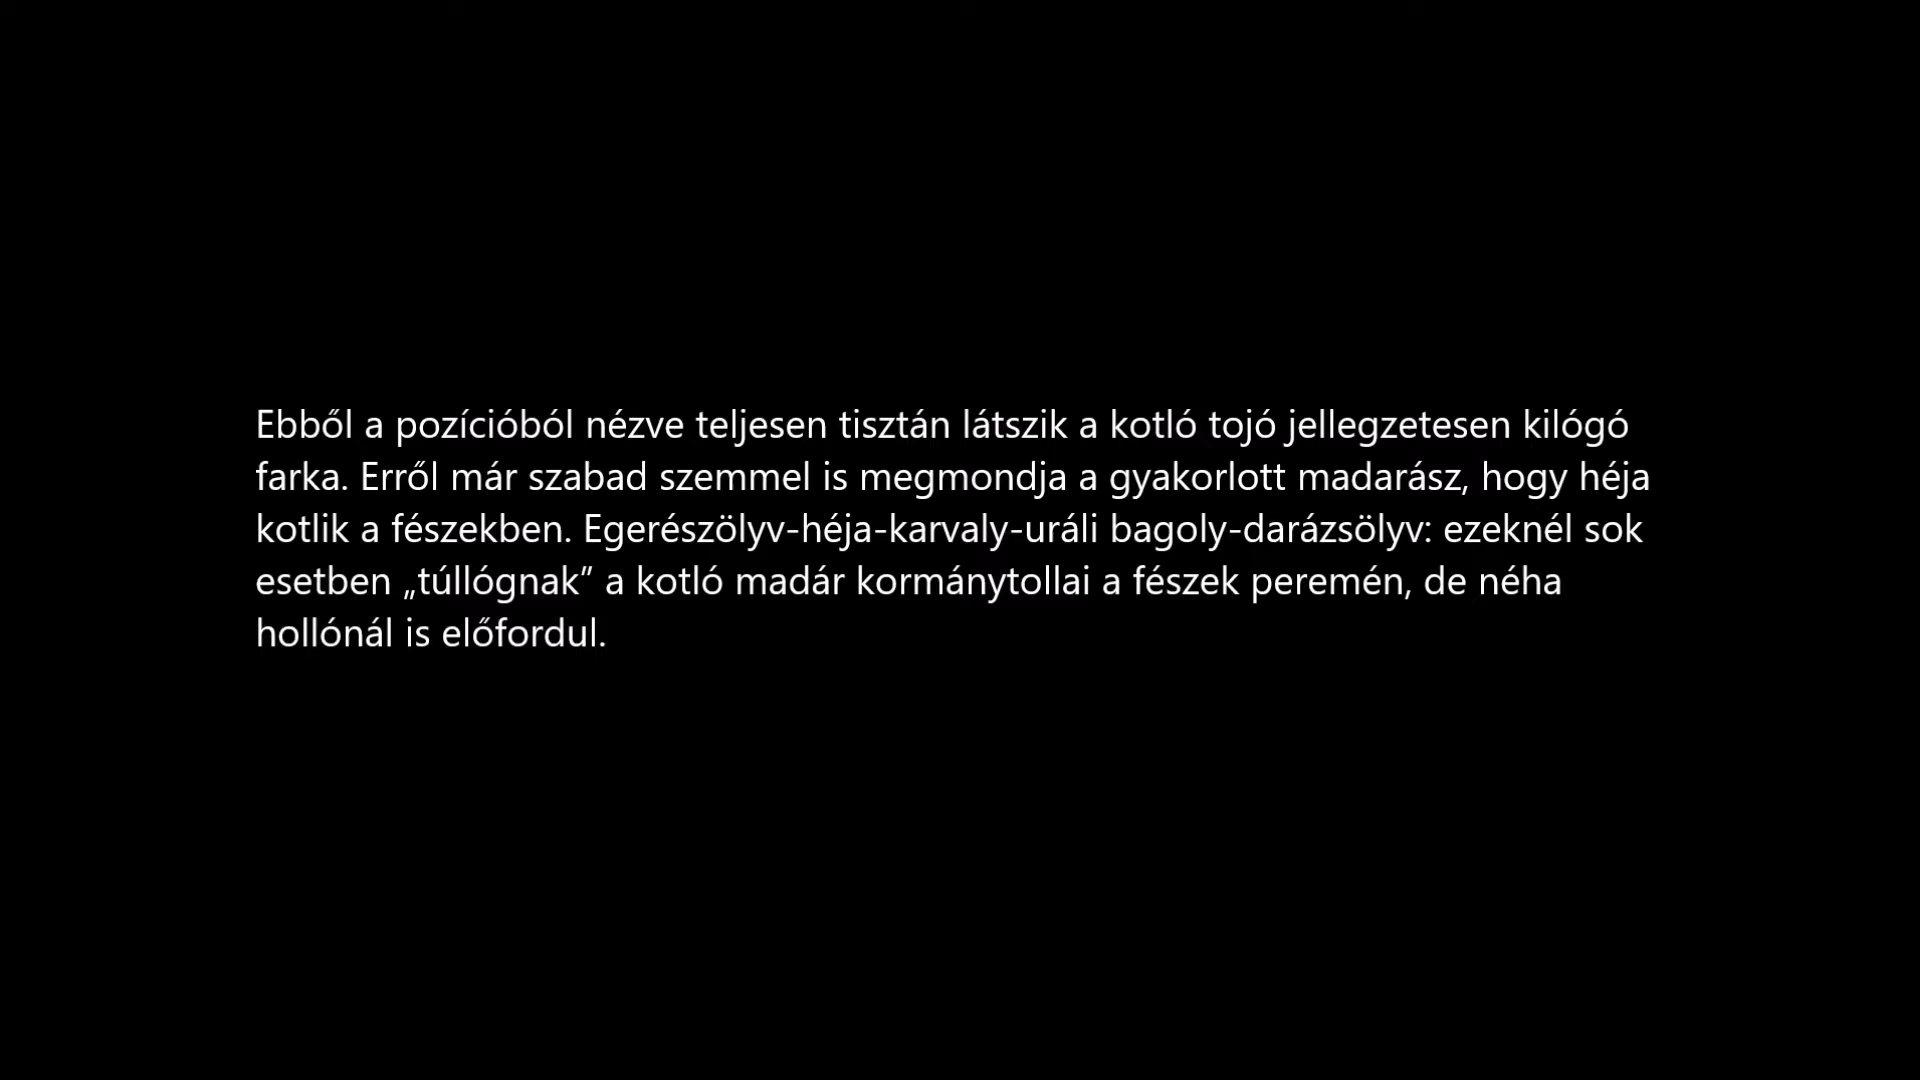 Ebből a pozícióból nézve teljesen tisztán látszik a kotló tojó jellegzetesen kilógó
farka. Erről már szabad szemmel is megmondja a gyakorlott madarász, hogy héja
kotlik a fészekben. Egerészölyv-héja-karvaly-uráli bagoly-darázsölyv: ezeknél sok
esetben „túllógnak” a kotló madár kormánytollai a fészek peremén, de néha
hollónál is előfordul.